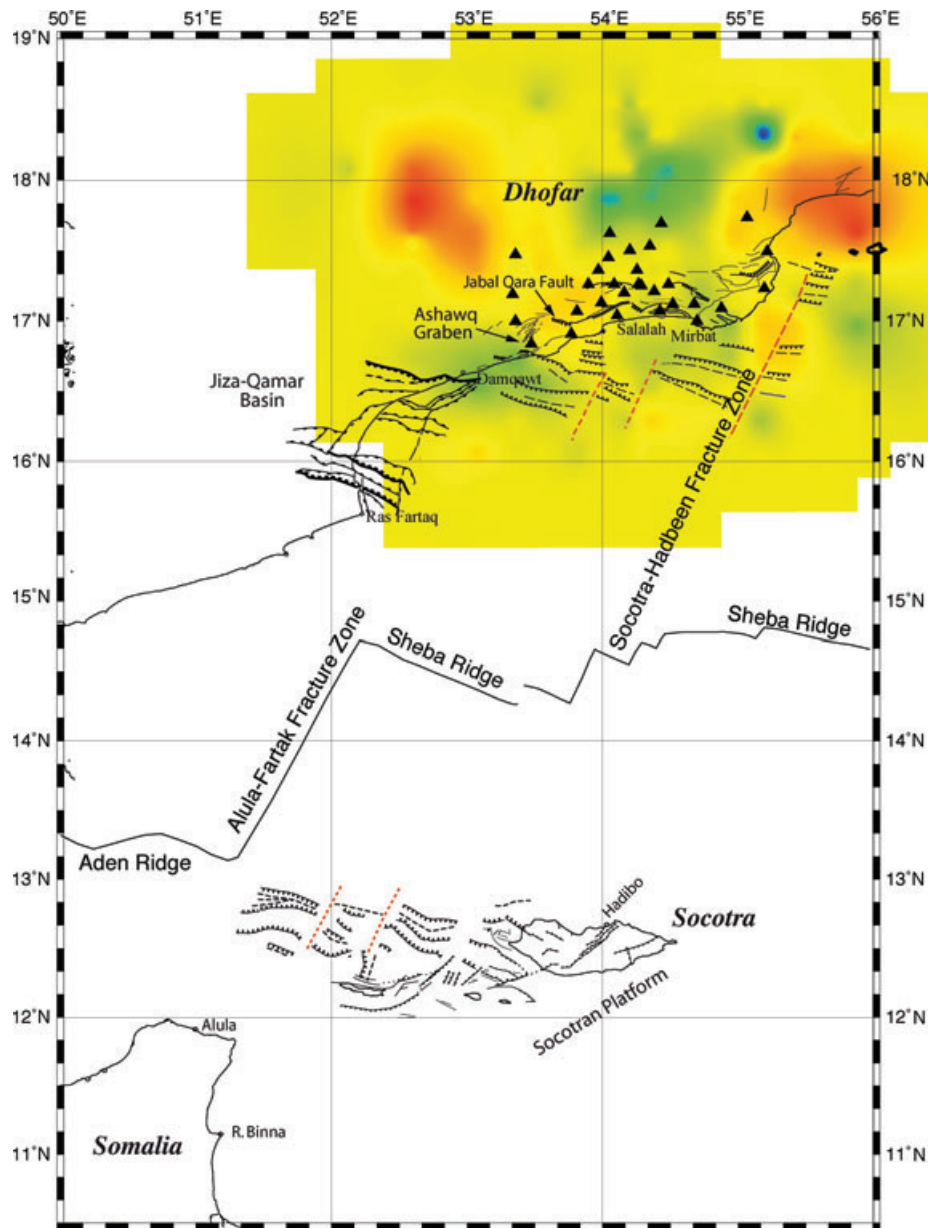 50˚E
51˚E
52˚E
53˚E
54˚E
55˚E
56˚E
19˚N
18˚N
18˚N
Dhofar
Jabal Qara Fault
Ashawq
Graben
17˚N
17˚N
Salalah
Mirbat
Jiza-Qamar
Basin
Damqawt
16˚N
16˚N
Ras Fartaq
Socotra-Hadbeen Fracture Zone
15˚N
15˚N
Sheba Ridge
Sheba Ridge
Alula-Fartak Fracture Zone
14˚N
14˚N
Aden Ridge
13˚N
13˚N
Hadibo
Socotra
Socotran Platform
12˚N
12˚N
Alula
R. Binna
Somalia
11˚N
11˚N